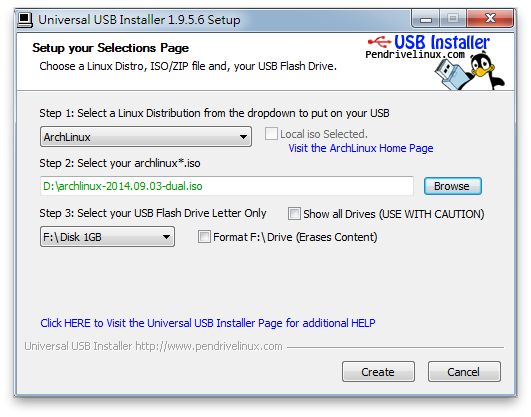 Universal USB Installer 1.9.5.6 Setup
Setup your Selections Page
Choose a Linux Distro, ISO/ZIP file and, your USB Flash Drive.
USB Installer
Pendrivelinux.com
Step 1: Select a Linux Distribution from the dropdown to put on your USB
ArchLinux
Local iso Selected.
Visit the ArchLinux Home Page
Step 2: Select your archlinux*.iso
D:\archlinux-2014.09.03-dual.iso
Browse
Step 3: Select your USB Flash Drive Letter Only
Show all Drives (USE WITH CAUTION)
F:\Disk 1GB
Format F:\Drive (Erases Content)
Click HERE to Visit the Universal USB Installer Page for additional HELP
Universal USB Installer http://www.pendrivelinux.com
Create
Cancel